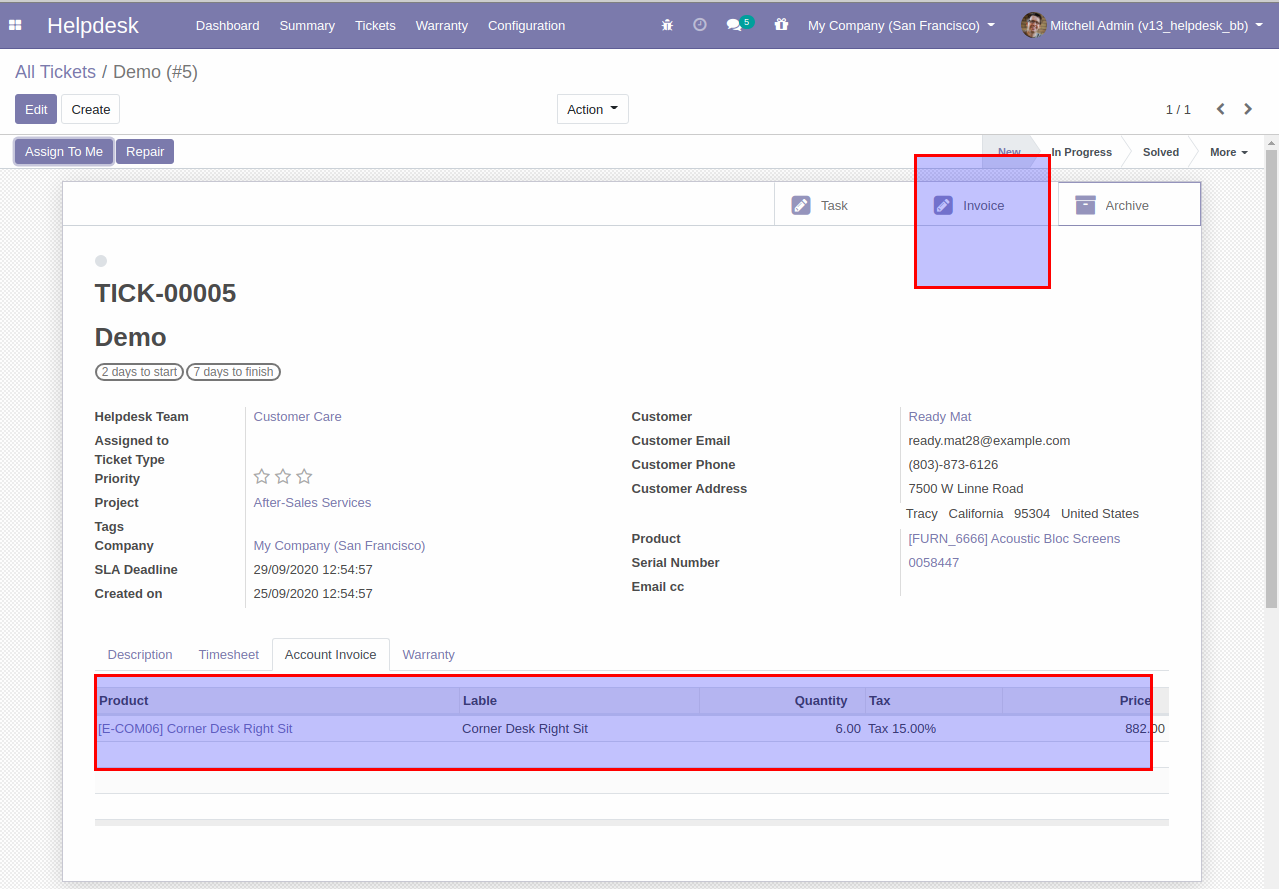 Helpdesk Dashboard Summary Tickets Warranty Configuration 5 My Company (San Francisco) Mitchell Admin (v13_helpdesk_bb)
All Tickets / Demo (#5)
Edit Create Action 1 / 1
Assign To Me Repair New In Progress Solved More
Task Invoice Archive
TICK-00005
Demo
2 days to start 7 days to finish
Helpdesk Team Customer Care
Assigned to
Ticket Type
Priority
Project After-Sales Services
Tags
Company My Company (San Francisco)
SLA Deadline 29/09/2020 12:54:57
Created on 25/09/2020 12:54:57
Customer Ready Mat
Customer Email ready.mat28@example.com
Customer Phone (803)-873-6126
Customer Address 7500 W Linne Road
Tracy California 95304 United States
Product [FURN_6666] Acoustic Bloc Screens
Serial Number 0058447
Email cc
Description Timesheet Account Invoice Warranty
Product Lable Quantity Tax Price
[E-COM06] Corner Desk Right Sit Corner Desk Right Sit 6.00 Tax 15.00% 882.00